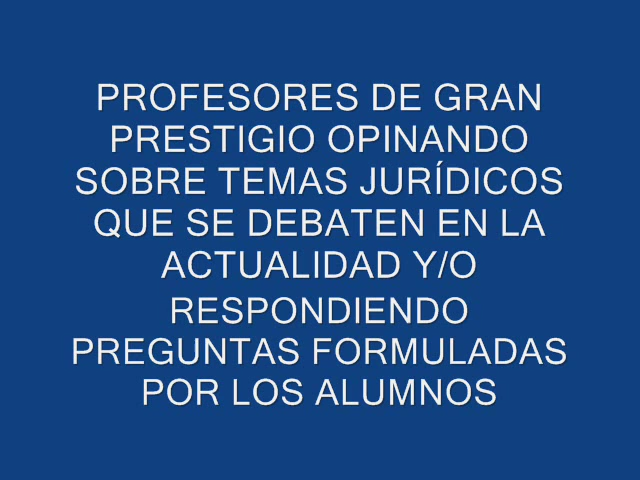 PROFESORES DE GRAN
PRESTIGIO OPINANDO
SOBRE TEMAS JURÍDICOS
QUE SE DEBATEN EN LA
ACTUALIDAD Y/O
RESPONDIENDO
PREGUNTAS FORMULADAS
POR LOS ALUMNOS